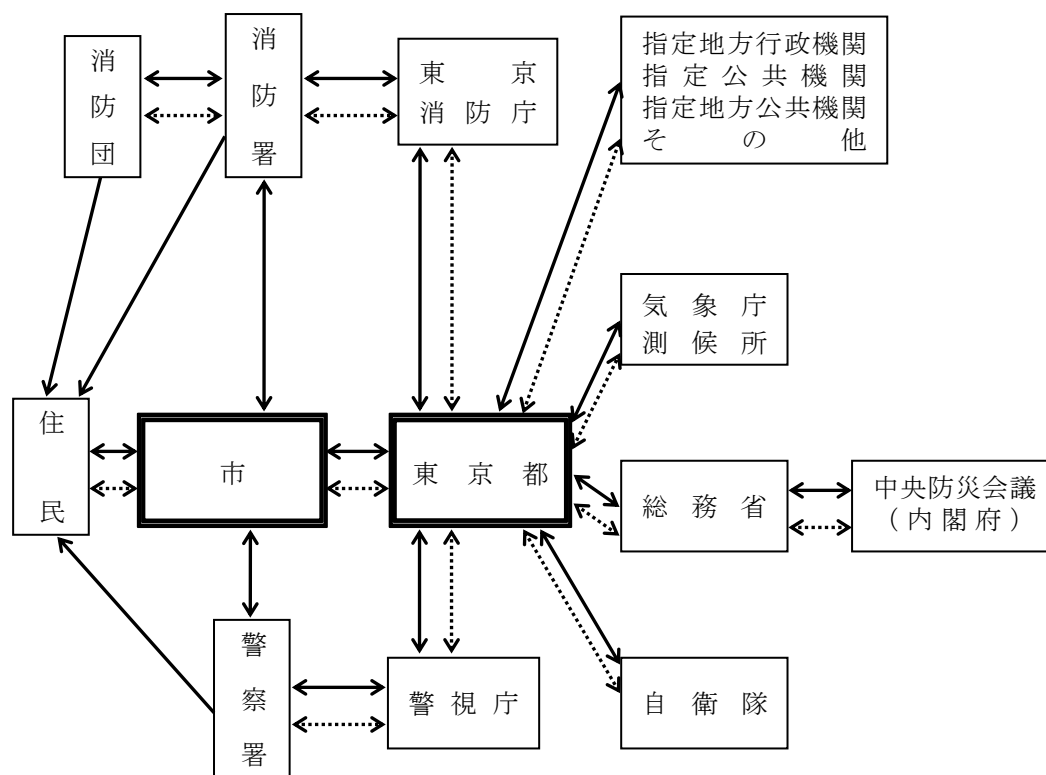 消防団
消防署
東京
消防庁
指定地方行政機関
指定公共機関
指定地方公共機関
その他
気象庁
測候所
住民
市
東京都
総務省
中央防災会議
(内閣府)
警察署
警視庁
自衛隊